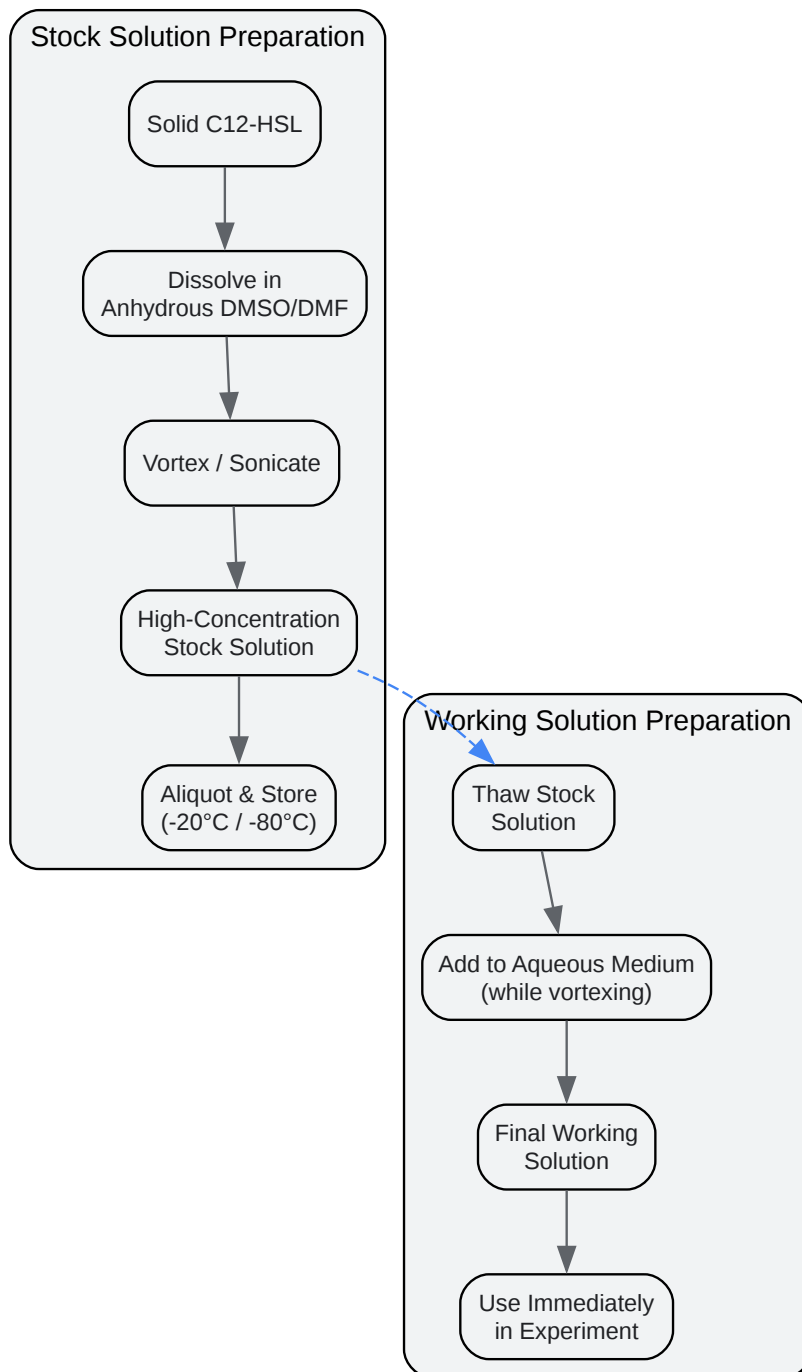 Stock Solution Preparation
Solid C12-HSL
Dissolve in
Anhydrous DMSO/DMF
Vortex / Sonicate
High-Concentration
Stock Solution
Aliquot & Store
(-20°C / -80°C)
Working Solution Preparation
Thaw Stock
Solution
Add to Aqueous Medium
(while vortexing)
Final Working
Solution
Use Immediately
in Experiment